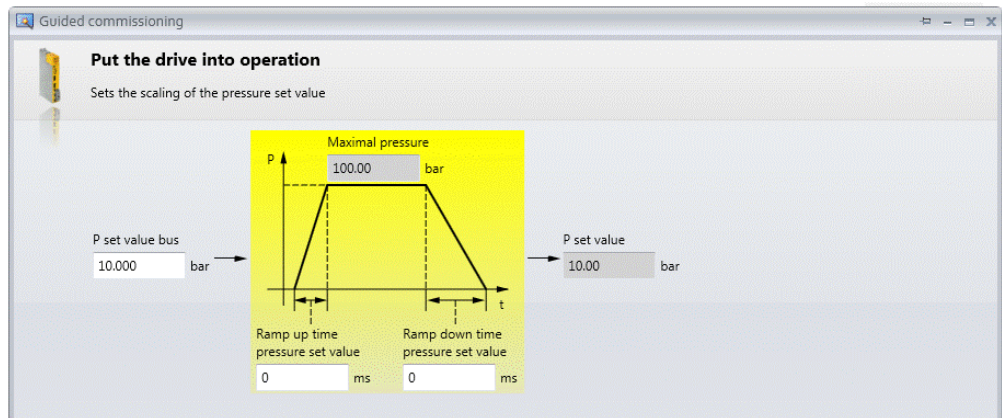 Guided commissioning
Put the drive into operation
Sets the scaling of the pressure set value
Maximal pressure
P
100.00 bar
P set value bus
10.000 bar
P set value
10.00 bar
t
Ramp up time
pressure set value
0 ms
Ramp down time
pressure set value
0 ms